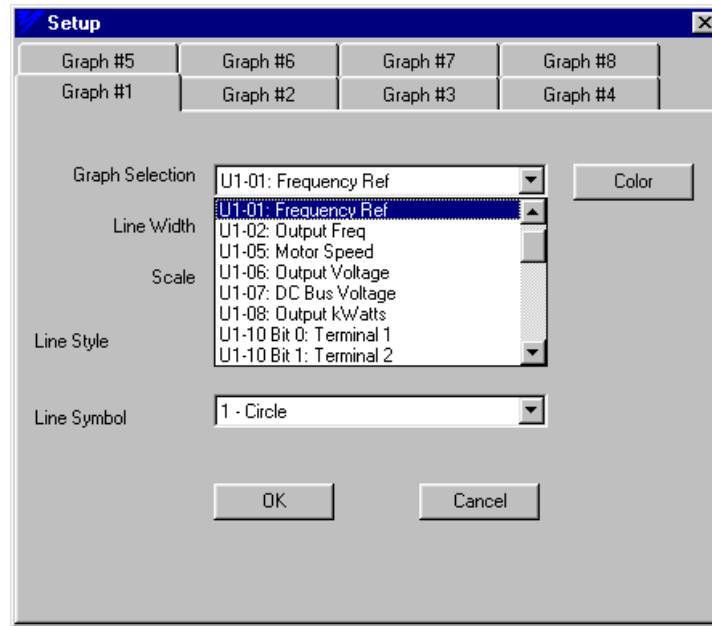 Setup
Graph #5
Graph #6
Graph #7
Graph #8
Graph #1
Graph #2
Graph #3
Graph #4
Graph Selection
U1-01: Frequency Ref
Color
U1-01: Frequency Ref
Line Width
U1-02: Output Freq
U1-05: Motor Speed
Scale
U1-06: Output Voltage
U1-07: DC Bus Voltage
U1-08: Output kWatts
U1-10 Bit 0: Terminal 1
Line Style
U1-10 Bit 1: Terminal 2
Line Symbol
1 - Circle
OK
Cancel